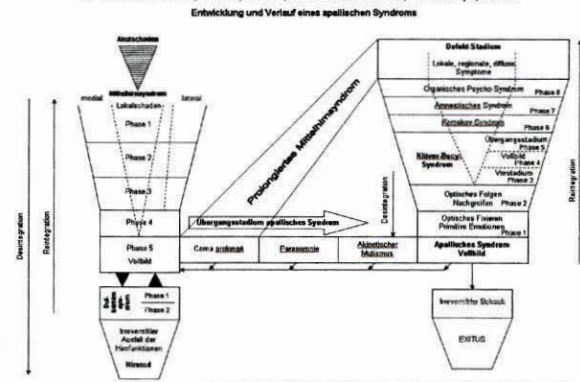 Entwicklung und Verlauf eines apallischen Syndroms
Akutschaden
Mittelhirnsyndrom
medial
lateral
Lokalschaden
Phase 1
Phase 2
Phase 3
Phase 4
Phase 5
Vollbild
Desintegration
Reintegration
Phase 1
Phase 2
Irreversibler
Ausfall der
Hirnfunktionen
Hirntod
Prolongiertes Mittelhirnsyndrom
Übergangsstadium apallisches Syndrom
Coma prolongé
Parasomnie
Akinetischer
Mutismus
Defekt Stadium
Lokale, regionale, diffuse
Symptome
Organisches Psycho-Syndrom
Phase 8
Amnestisches Syndrom
Phase 7
Korsakow Syndrom
Phase 6
Übergangsstadium
Phase 5
Klüver-Bucy
Syndrom
Vollbild
Phase 4
Vorstadium
Phase 3
Optisches Folgen
Nachgreifen
Phase 2
Optisches Fixieren
Primitive Emotionen
Phase 1
Apallisches Syndrom
Vollbild
Desintegration
Reintegration
Irreversibler Schock
EXITUS